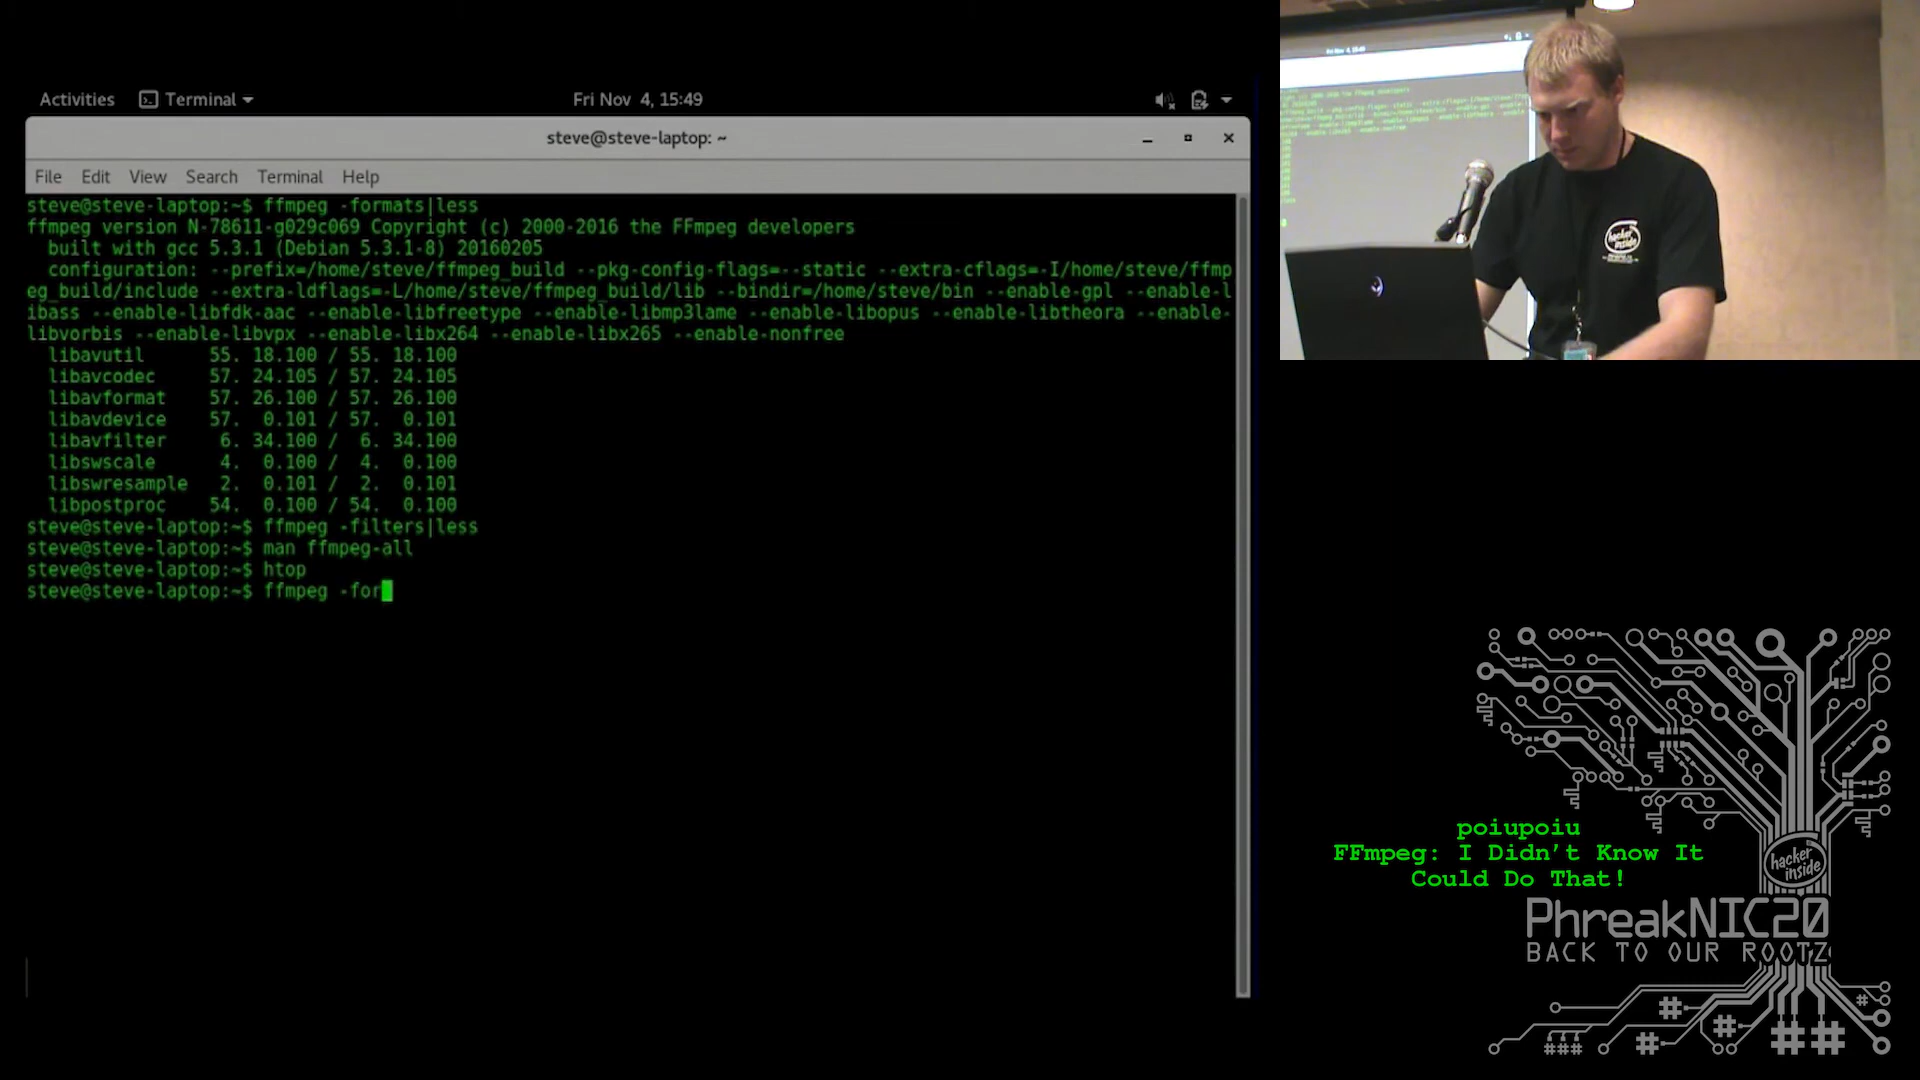 Activities Terminal Fri Nov 4, 15:49
steve@steve-laptop: ~
File Edit View Search Terminal Help
steve@steve-laptop:~$ ffmpeg -formats|less
ffmpeg version N-78611-g029c069 Copyright (c) 2000-2016 the FFmpeg developers
built with gcc 5.3.1 (Debian 5.3.1-8) 20160205
configuration: --prefix=/home/steve/ffmpeg_build --pkg-config-flags=--static --extra-cflags=-I/home/steve/ffmp
eg_build/include --extra-ldflags=-L/home/steve/ffmpeg_build/lib --bindir=/home/steve/bin --enable-gpl --enable-l
ibass --enable-libfdk-aac --enable-libfreetype --enable-libmp3lame --enable-libopus --enable-libtheora --enable-
libvorbis --enable-libvpx --enable-libx264 --enable-libx265 --enable-nonfree
libavutil 55. 18.100 / 55. 18.100
libavcodec 57. 24.105 / 57. 24.105
libavformat 57. 26.100 / 57. 26.100
libavdevice 57. 0.101 / 57. 0.101
libavfilter 6. 34.100 / 6. 34.100
libswscale 4. 0.100 / 4. 0.100
libswresample 2. 0.101 / 2. 0.101
libpostproc 54. 0.100 / 54. 0.100
steve@steve-laptop:~$ ffmpeg -filters|less
steve@steve-laptop:~$ man ffmpeg-all
steve@steve-laptop:~$ htop
steve@steve-laptop:~$ ffmpeg -for
hacker
inside
poiupoiu
FFmpeg: I Didn't Know It
Could Do That!
hacker
inside
PhreakNIC20
BACK TO OUR ROOTZ
# # #
### # ##